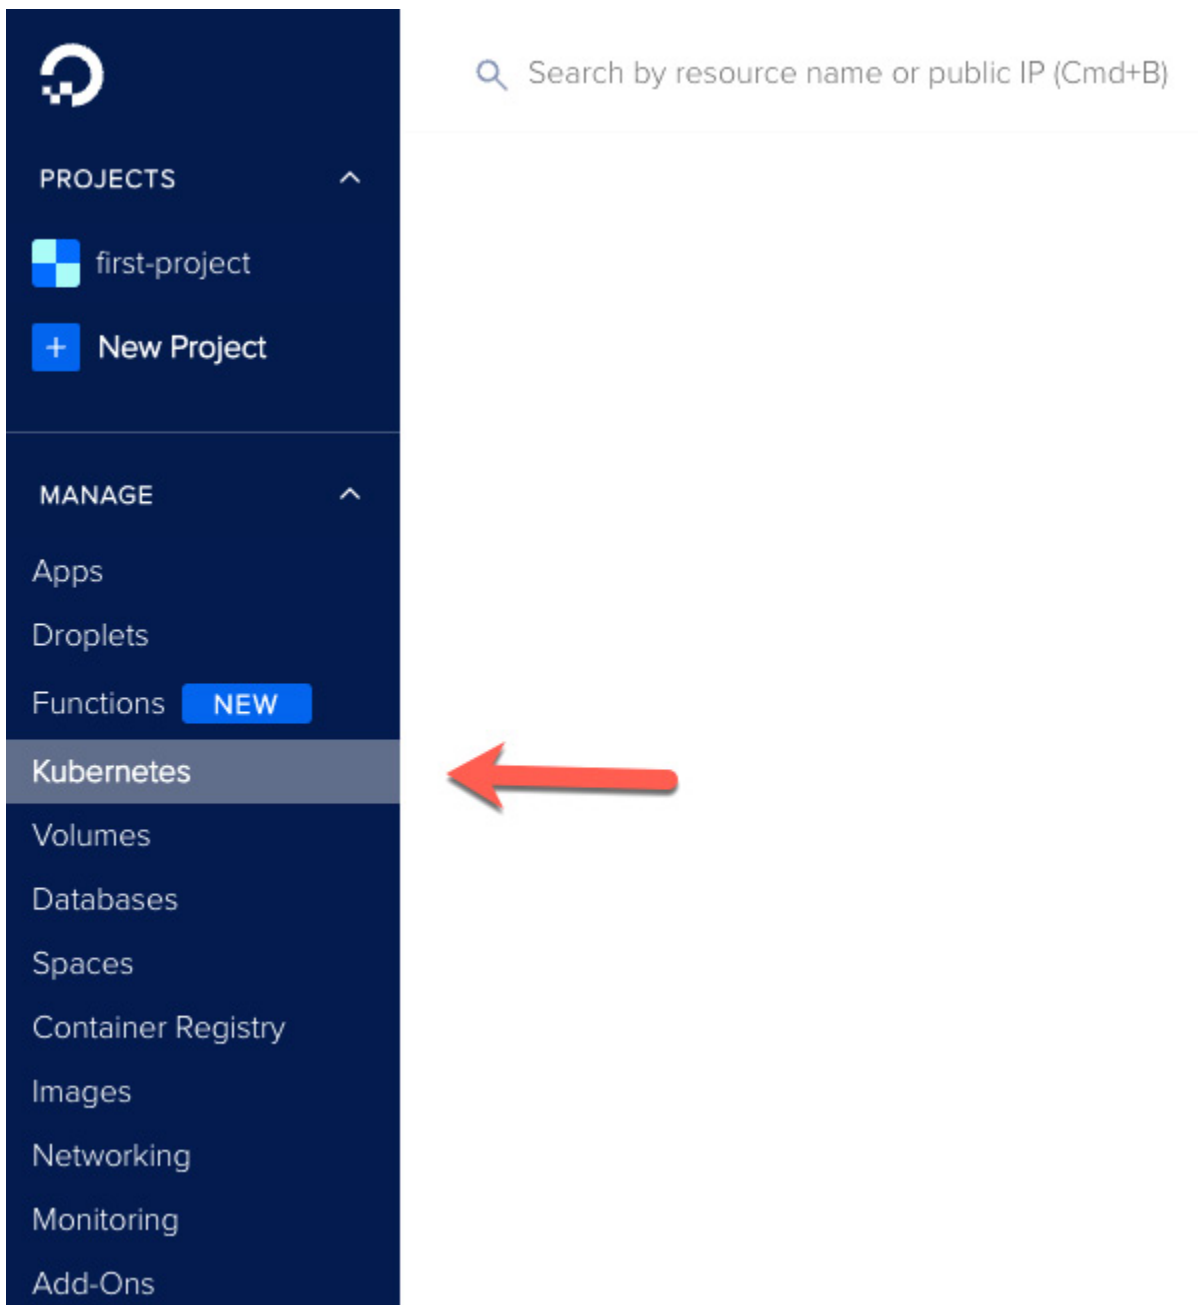 Search by resource name or public IP (Cmd+B)
PROJECTS
first-project
New Project
MANAGE
Apps
Droplets
Functions NEW
Kubernetes
Volumes
Databases
Spaces
Container Registry
Images
Networking
Monitoring
Add-Ons